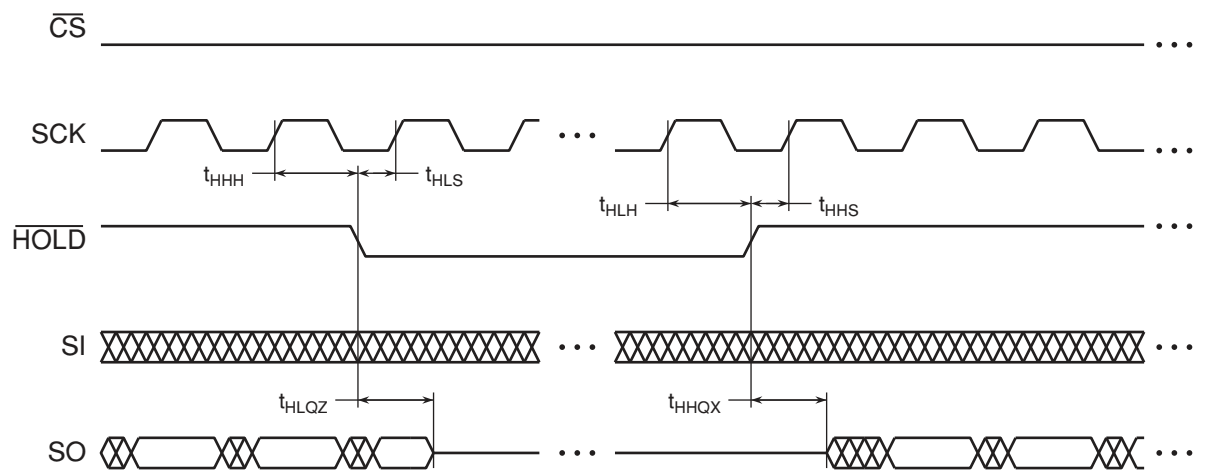 CS
SCK
tHHH
tHLS
tHLH
tHHS
HOLD
SI
tHLQZ
tHHQX
SO